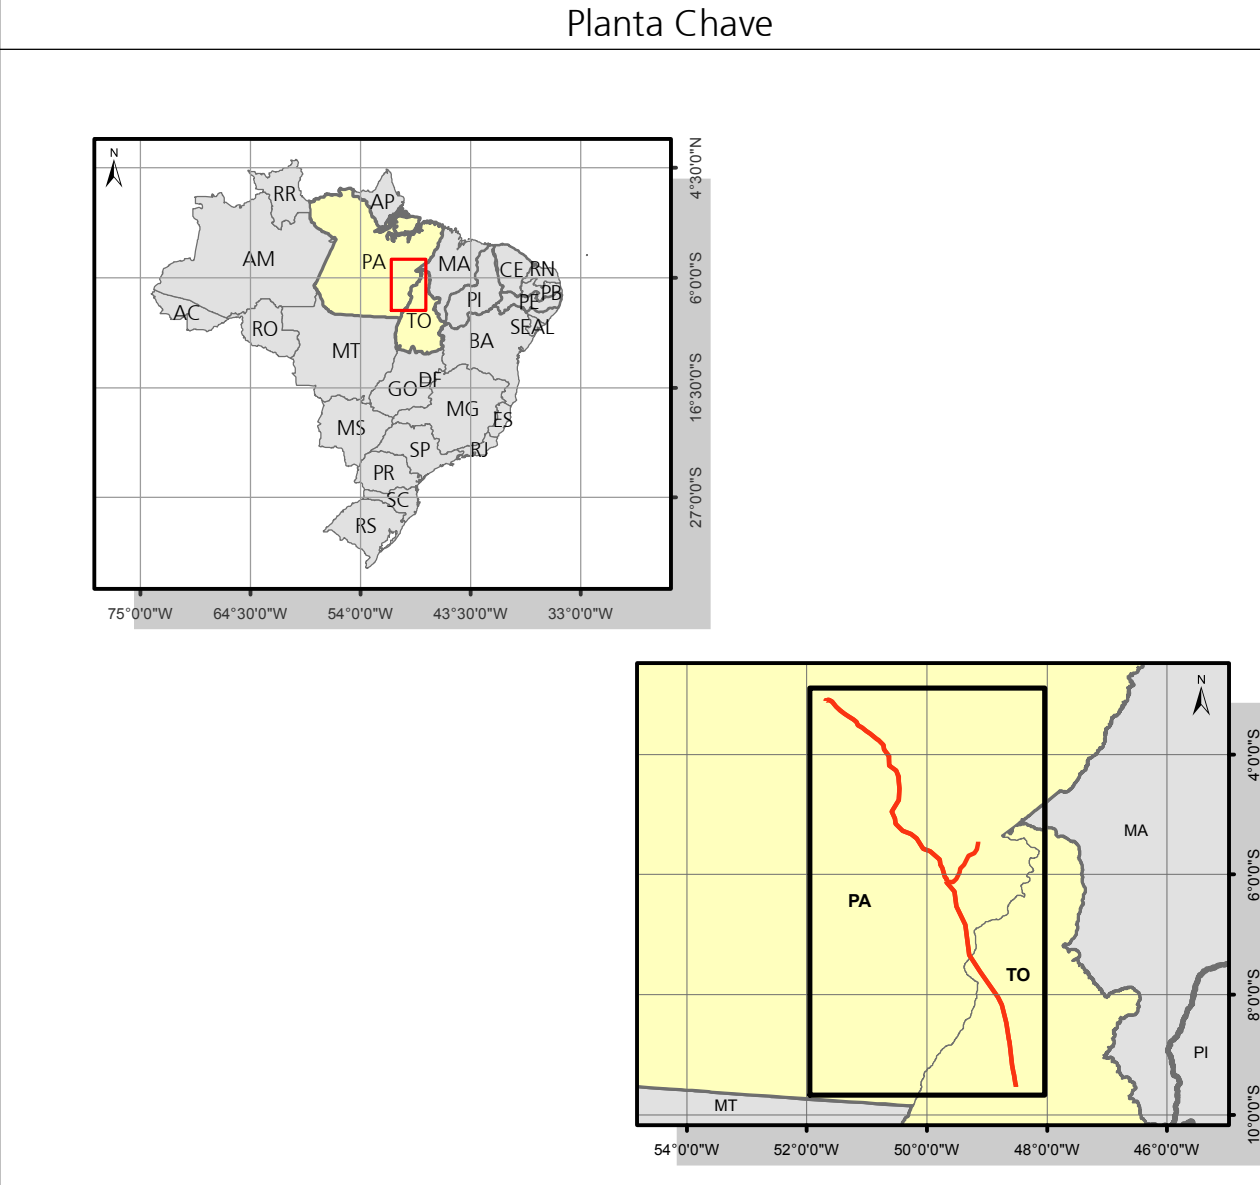 Planta Chave
N
4°30'0"N
RR
AP
AM
PA
MA
CE
RN
6°0'0"S
PI
PB
PE
AC
TO
RO
SE
AL
MT
BA
DF
GO
16°30'0"S
MG
ES
MS
SP
RJ
PR
SC
27°0'0"S
RS
75°0'0"W
64°30'0"W
54°0'0"W
43°30'0"W
33°0'0"W
N
4°0'0"S
MA
6°0'0"S
PA
TO
8°0'0"S
PI
MT
10°0'0"S
54°0'0"W
52°0'0"W
50°0'0"W
48°0'0"W
46°0'0"W